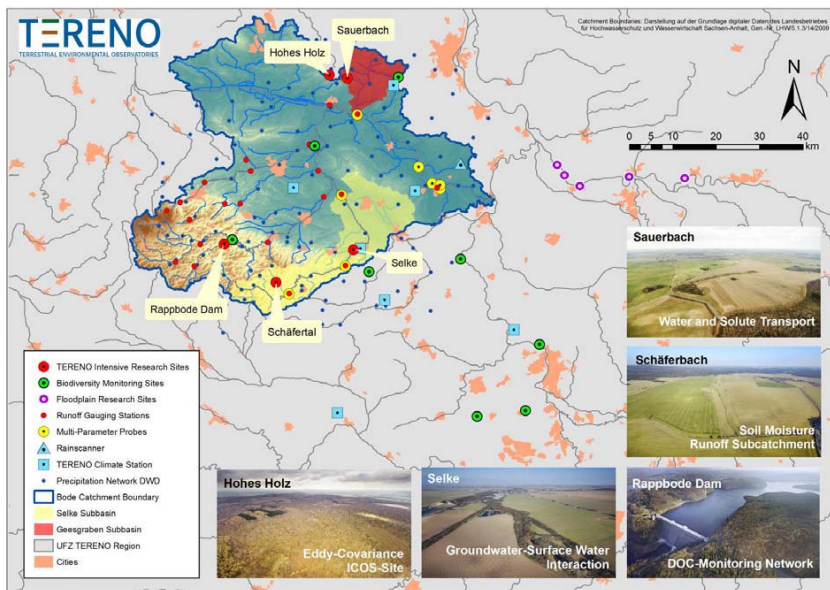 TERENO
TERRESTRIAL ENVIRONMENTAL OBSERVATORIES
Catchment Boundaries: Darstellung auf der Grundlage digitaler Daten des Landesbetriebes
für Hochwasserschutz und Wasserwirtschaft Sachsen-Anhalt, Gen.-Nr. LHW/5.1.3/14/2009
Sauerbach
Hohes Holz
N
0 5 10 20 30 40
km
Selke
Rappbode Dam
Schäfertal
TERENO Intensive Research Sites
Biodiversity Monitoring Sites
Floodplain Research Sites
Runoff Gauging Stations
Multi-Parameter Probes
Rainscanner
TERENO Climate Station
Precipitation Network DWD
Bode Catchment Boundary
Selke Subbasin
Geesgraben Subbasin
UFZ TERENO Region
Cities
Sauerbach
Water and Solute Transport
Schäferbach
Soil Moisture
Runoff Subcatchment
Hohes Holz
Eddy-Covariance
ICOS-Site
Selke
Groundwater-Surface Water
Interaction
Rappbode Dam
DOC-Monitoring Network